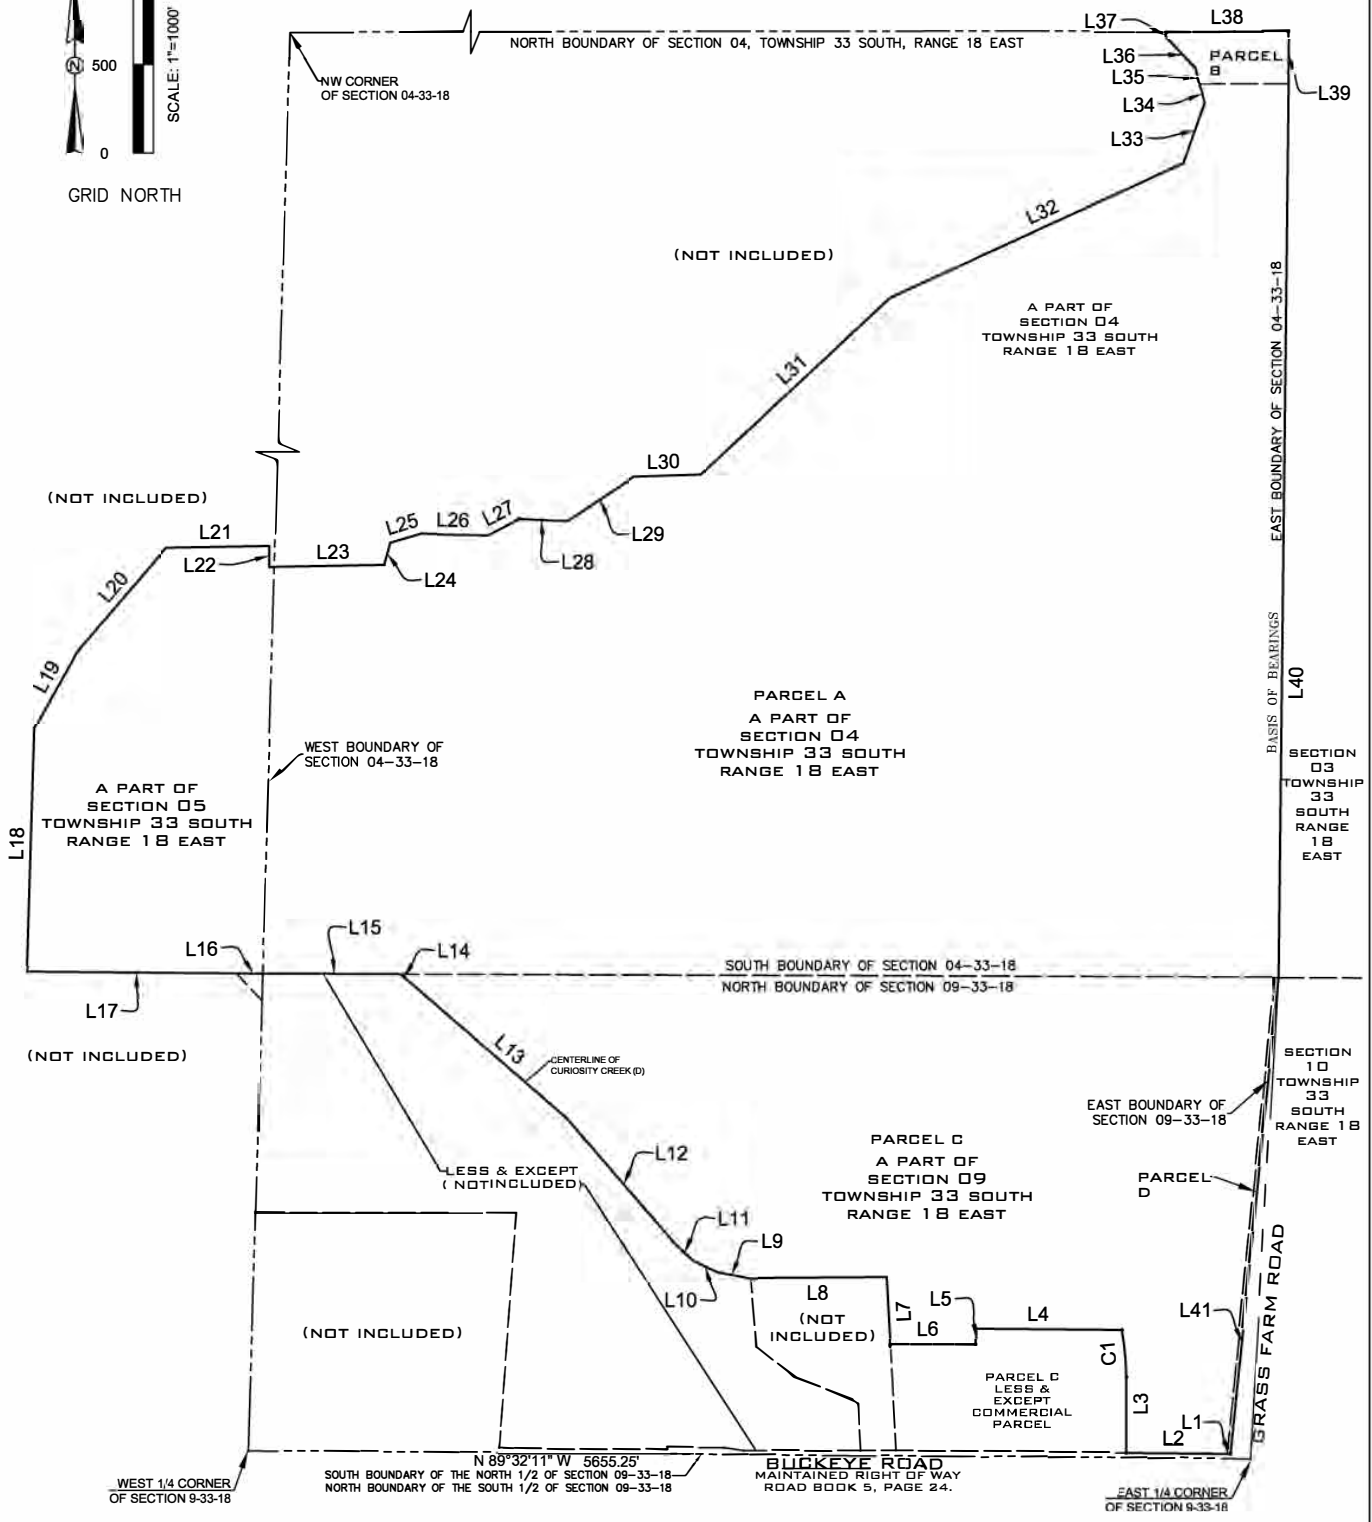 L37
L38
NORTH BOUNDARY OF SECTION 04, TOWNSHIP 33 SOUTH, RANGE 18 EAST
L36
PARCEL
B
L35
L39
L34
L33
500
0
SCALE: 1"=1000'
GRID NORTH
NW CORNER
OF SECTION 04-33-18
L32
(NOT INCLUDED)
A PART OF
SECTION 04
TOWNSHIP 33 SOUTH
RANGE 18 EAST
EAST BOUNDARY OF SECTION 04-33-18
L31
L30
(NOT INCLUDED)
L21
L22
L23
L24
L25
L26
L27
L28
L29
L20
L19
BASIS OF BEARINGS
L40
PARCEL A
A PART OF
SECTION 04
TOWNSHIP 33 SOUTH
RANGE 18 EAST
WEST BOUNDARY OF
SECTION 04-33-18
SECTION
03
TOWNSHIP
33
SOUTH
RANGE
18
EAST
A PART OF
SECTION 05
TOWNSHIP 33 SOUTH
RANGE 18 EAST
L18
L16
L15
L14
SOUTH BOUNDARY OF SECTION 04-33-18
NORTH BOUNDARY OF SECTION 09-33-18
L17
(NOT INCLUDED)
L13
CENTERLINE OF
CURIOSITY CREEK (D)
SECTION
10
TOWNSHIP
33
SOUTH
RANGE 18
EAST
EAST BOUNDARY OF
SECTION 09-33-18
PARCEL C
A PART OF
SECTION 09
TOWNSHIP 33 SOUTH
RANGE 18 EAST
PARCEL
D
L12
LESS & EXCEPT
(NOT INCLUDED)
L11
L9
L10
L8
(NOT
INCLUDED)
L7
L5
L6
L4
C1
L3
L41
GRASS FARM ROAD
(NOT INCLUDED)
PARCEL C
LESS &
EXCEPT
COMMERCIAL
PARCEL
L1
L2
N 89°32'11" W 5655.25'
SOUTH BOUNDARY OF THE NORTH 1/2 OF SECTION 09-33-18
NORTH BOUNDARY OF THE SOUTH 1/2 OF SECTION 09-33-18
BUCKEYE ROAD
MAINTAINED RIGHT OF WAY
ROAD BOOK 5, PAGE 24.
WEST 1/4 CORNER
OF SECTION 9-33-18
EAST 1/4 CORNER
OF SECTION 9-33-18